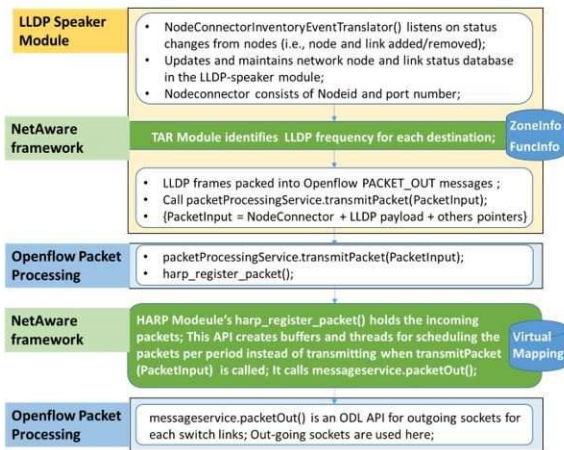 LLDP Speaker
Module
• NodeConnectorInventoryEventTranslator() listens on status
changes from nodes (i.e., node and link added/removed);
• Updates and maintains network node and link status database
in the LLDP-speaker module;
• Nodeconnector consists of Nodeid and port number;
NetAware
framework
TAR Module identifies LLDP frequency for each destination;
ZoneInfo
FuncInfo
• LLDP frames packed into Openflow PACKET_OUT messages ;
• Call packetProcessingService.transmitPacket(PacketInput);
• {PacketInput = NodeConnector + LLDP payload + others pointers}
Openflow Packet
Processing
• packetProcessingService.transmitPacket(PacketInput);
• harp_register_packet();
NetAware
framework
HARP Modeule's harp_register_packet() holds the incoming
packets; This API creates buffers and threads for scheduling the
packets per period instead of transmitting when transmitPacket
(PacketInput) is called; It calls messageservice.packetOut();
Virtual
Mapping
Openflow Packet
Processing
messageservice.packetOut() is an ODL API for outgoing sockets for
each switch links; Out-going sockets are used here;